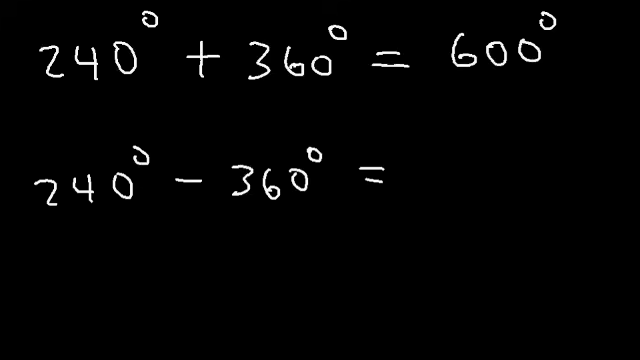 240° + 360° = 600°
240° - 360° =